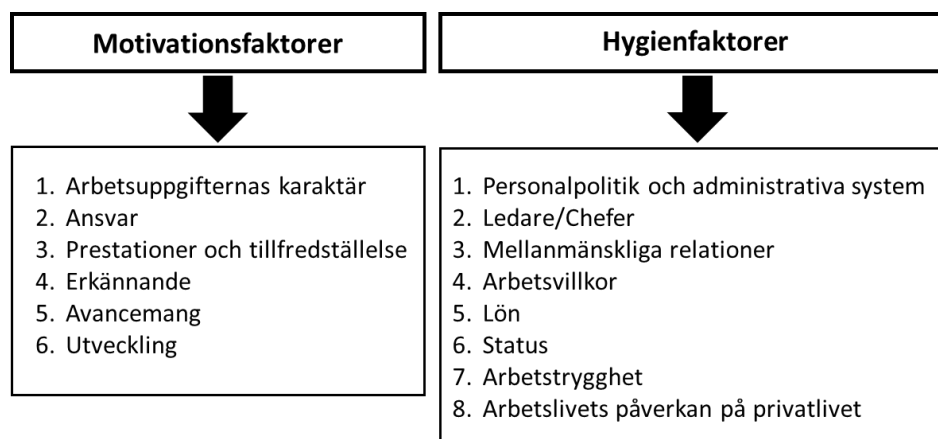 Motivationsfaktorer
1. Arbetsuppgifternas karaktär
2. Ansvar
3. Prestationer och tillfredställelse
4. Erkännande
5. Avancemang
6. Utveckling
Hygienfaktorer
1. Personalpolitik och administrativa system
2. Ledare/Chefer
3. Mellanmänskliga relationer
4. Arbetsvillkor
5. Lön
6. Status
7. Arbetstrygghet
8. Arbetslivets påverkan på privatlivet